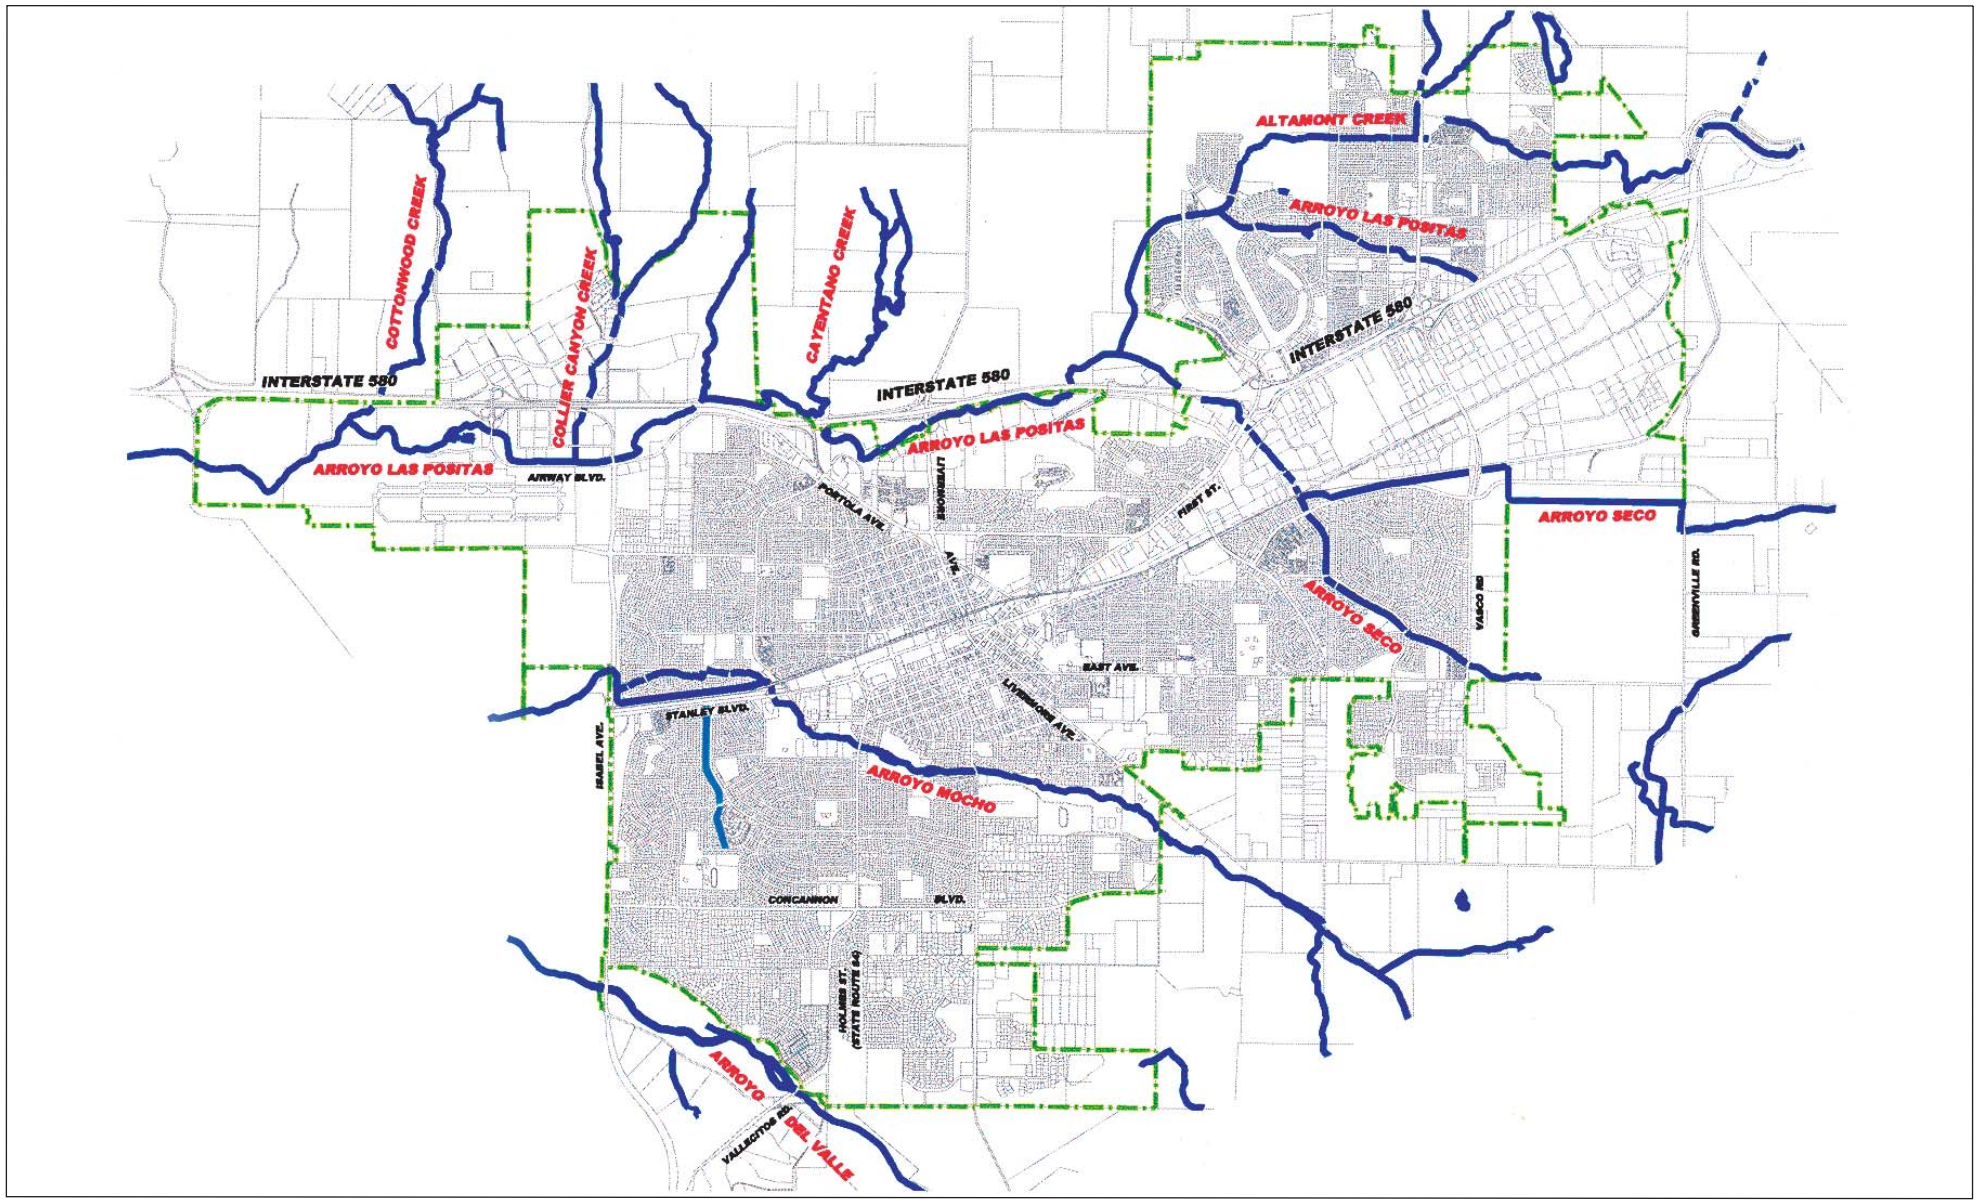 ALTAMONT CREEK
ARROYO LAS POSITAS
COTTONWOOD CREEK
COLLIER CANYON CREEK
CAYENTANO CREEK
INTERSTATE 580
INTERSTATE 580
INTERSTATE 580
ARROYO LAS POSITAS
ARROYO LAS POSITAS
AIRWAY BLVD.
PORTOLA AVE.
LIVERMORE
AVE.
FIRST ST.
ARROYO SECO
ARROYO SECO
VASCO RD
GREENVILLE RD.
EAST AVE.
LIVERMORE AVE.
STANLEY BLVD.
ISABEL AVE.
ARROYO MOCHO
CONCANNON
BLVD.
HOLMES ST.
(STATE ROUTE 84)
ARROYO
DEL VALLE
VALLECITOS RD.